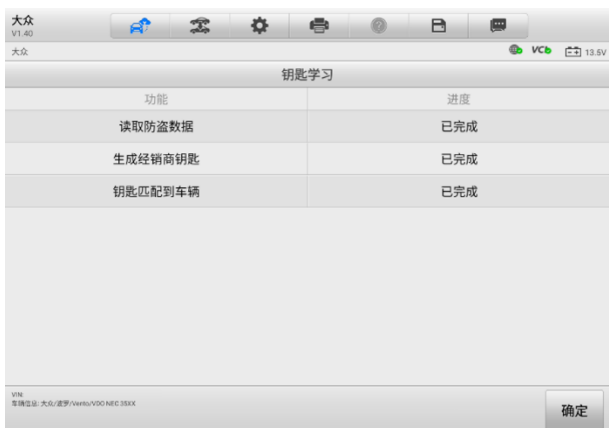 大众
V1.40
大众
VCI
13.5V
钥匙学习
功能 进度
读取防盗数据 已完成
生成经销商钥匙 已完成
钥匙匹配到车辆 已完成
VIN:
车辆信息: 大众/波罗/Vento/VDO NEC 35XX
确定